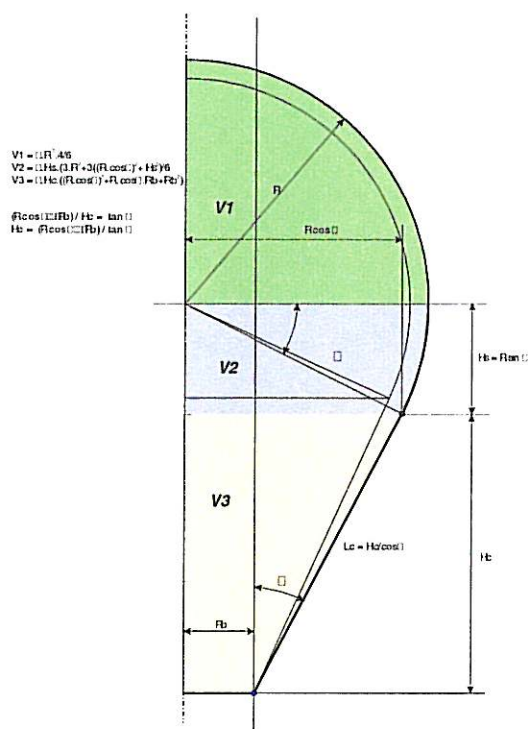 V1 = □.R³.4/6
V2 = □.Hs.(3.R²+3((R.cos□)²+ Hs²)/6
V3 = □.Hc.((R.cos□)²+R.cos□.Rb+Rb²)
(Rcos□□□Rb) / Hc = tan□
Hc = (Rcos□□□Rb) / tan□
R
V1
Rcos□
□
V2
Hs = R.tan□
V3
Lc = Hc/cos□
Hc
□
Rb